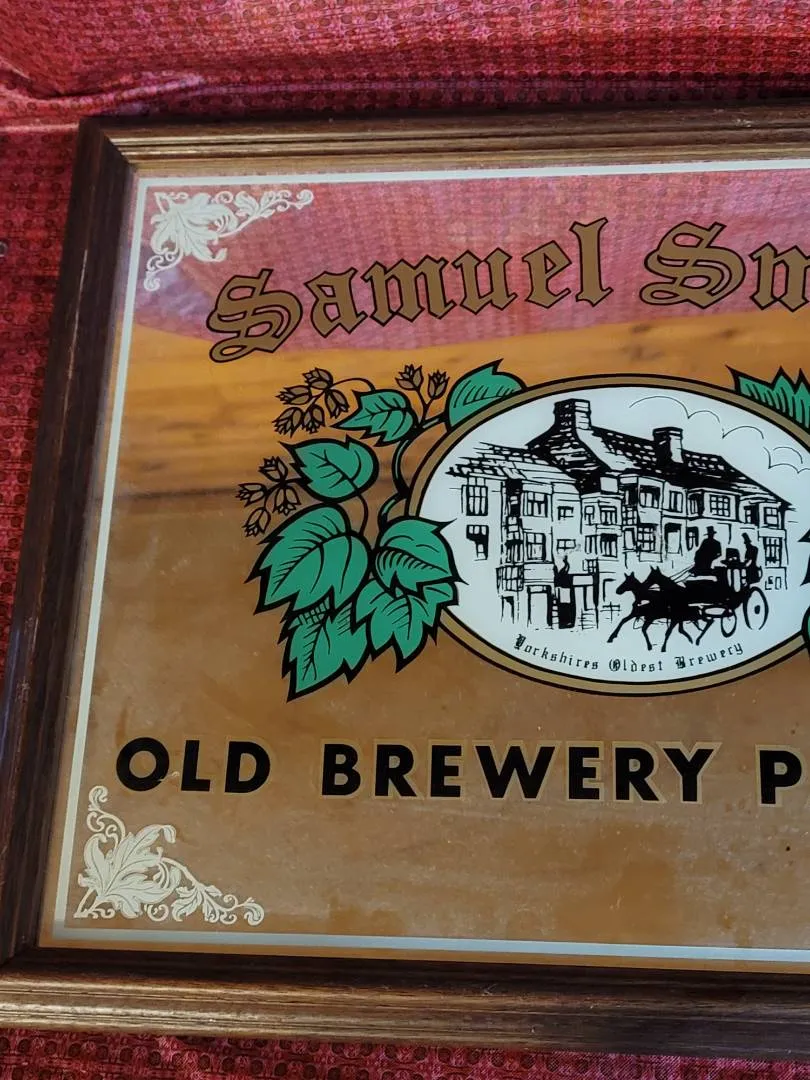 Samuel Sm
Yorkshires Oldest Brewery
OLD BREWERY P